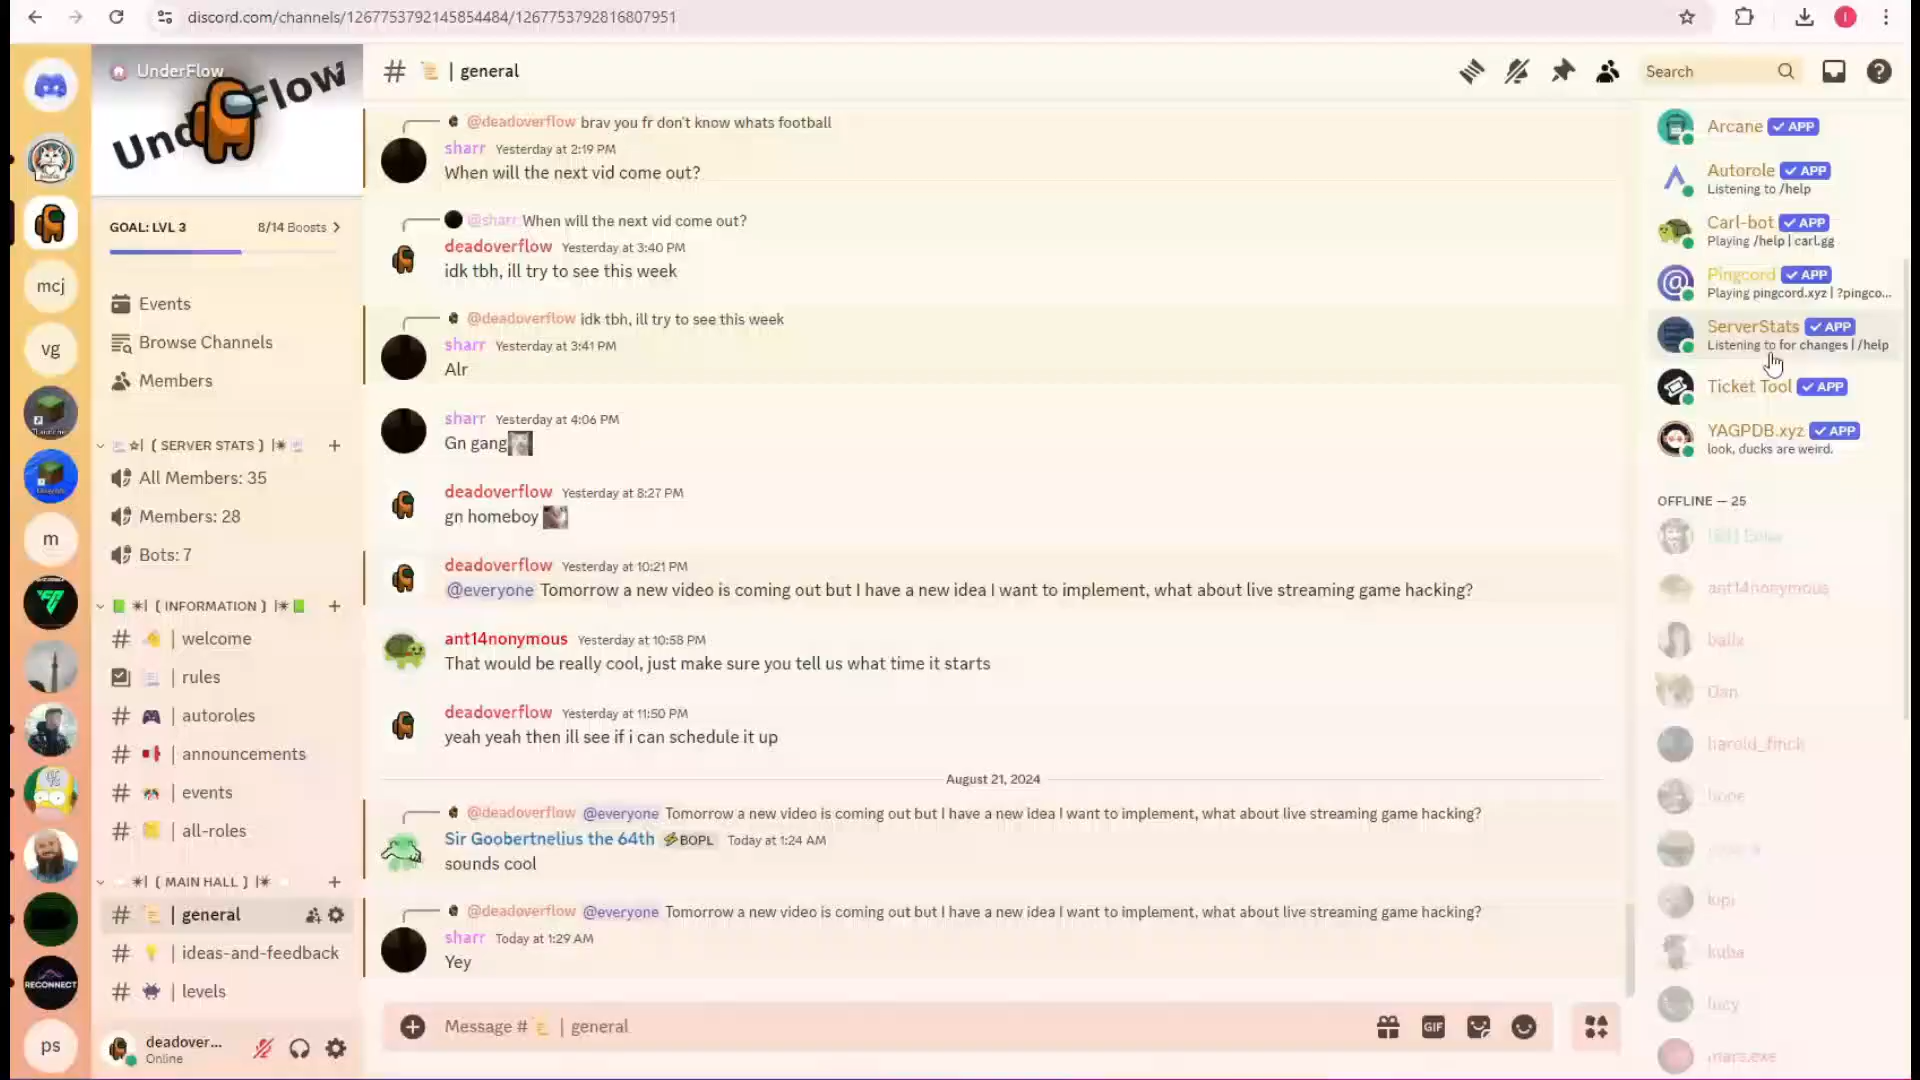 discord.com/channels/1267753792145854484/1267753792816807951
UnderFlow
UnderFlow
GOAL: LVL 3
8/14 Boosts
Events
Browse Channels
Members
☆| ( SERVER STATS ) |✶
All Members: 35
Members: 28
Bots: 7
✶| ( INFORMATION ) |✶
| welcome
| rules
| autoroles
| announcements
| events
| all-roles
✶| ( MAIN HALL ) |✶
| general
| ideas-and-feedback
| levels
deadover...
Online
mcj
vg
m
RECONNECT
ps
# | general
@deadoverflow brav you fr don't know whats football
sharr Yesterday at 2:19 PM
When will the next vid come out?
@sharr When will the next vid come out?
deadoverflow Yesterday at 3:40 PM
idk tbh, ill try to see this week
@deadoverflow idk tbh, ill try to see this week
sharr Yesterday at 3:41 PM
Alr
sharr Yesterday at 4:06 PM
Gn gang
deadoverflow Yesterday at 8:27 PM
gn homeboy
deadoverflow Yesterday at 10:21 PM
@everyone Tomorrow a new video is coming out but I have a new idea I want to implement, what about live streaming game hacking?
ant14nonymous Yesterday at 10:58 PM
That would be really cool, just make sure you tell us what time it starts
deadoverflow Yesterday at 11:50 PM
yeah yeah then ill see if i can schedule it up
August 21, 2024
@deadoverflow @everyone Tomorrow a new video is coming out but I have a new idea I want to implement, what about live streaming game hacking?
Sir Goobertnelius the 64th BOPL Today at 1:24 AM
sounds cool
@deadoverflow @everyone Tomorrow a new video is coming out but I have a new idea I want to implement, what about live streaming game hacking?
sharr Today at 1:29 AM
Yey
Message # | general
GIF
Search
Arcane ✓ APP
Autorole ✓ APP
Listening to /help
Carl-bot ✓ APP
Playing /help | carl.gg
Pingcord ✓ APP
Playing pingcord.xyz | ?pingco...
ServerStats ✓ APP
Listening to for changes | /help
Ticket Tool ✓ APP
YAGPDB.xyz ✓ APP
look, ducks are weird.
OFFLINE — 25
ant14nonymous
Dan
harold_finch
kipi
kuba
lucy
mars.exe